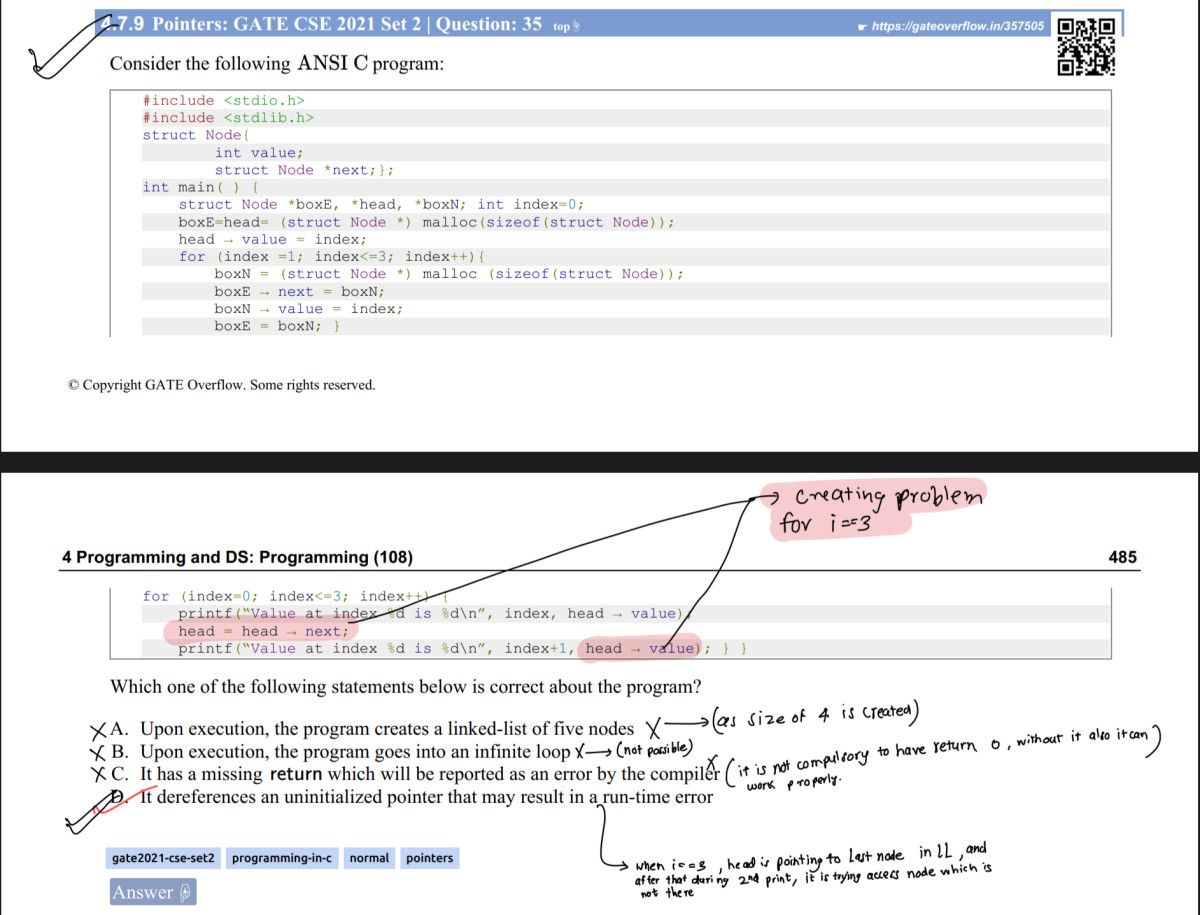 4.7.9 Pointers: GATE CSE 2021 Set 2 | Question: 35 top
https://gateoverflow.in/357505
Consider the following ANSI C program:
#include <stdio.h>
#include <stdlib.h>
struct Node{
int value;
struct Node *next;};
int main( ) {
struct Node *boxE, *head, *boxN; int index=0;
boxE=head= (struct Node *) malloc(sizeof(struct Node));
head → value = index;
for (index =1; index<=3; index++){
boxN = (struct Node *) malloc (sizeof(struct Node));
boxE → next = boxN;
boxN → value = index;
boxE = boxN; }
© Copyright GATE Overflow. Some rights reserved.
→ creating problem
for i==3
4 Programming and DS: Programming (108)
485
for (index=0; index<=3; index++) {
printf("Value at index %d is %d\n", index, head → value);
head = head → next;
printf("Value at index %d is %d\n", index+1, head → value); } }
Which one of the following statements below is correct about the program?
X A. Upon execution, the program creates a linked-list of five nodes X → (as size of 4 is created)
X B. Upon execution, the program goes into an infinite loop X → (not possible)
X C. It has a missing return which will be reported as an error by the compiler X (it is not compulsory to have return 0, without it also it can)
work properly.
D. It dereferences an uninitialized pointer that may result in a run-time error
gate2021-cse-set2 programming-in-c normal pointers
→ when i==3, head is pointing to last node in LL, and
after that during 2nd print, it is trying access node which is
not there
Answer